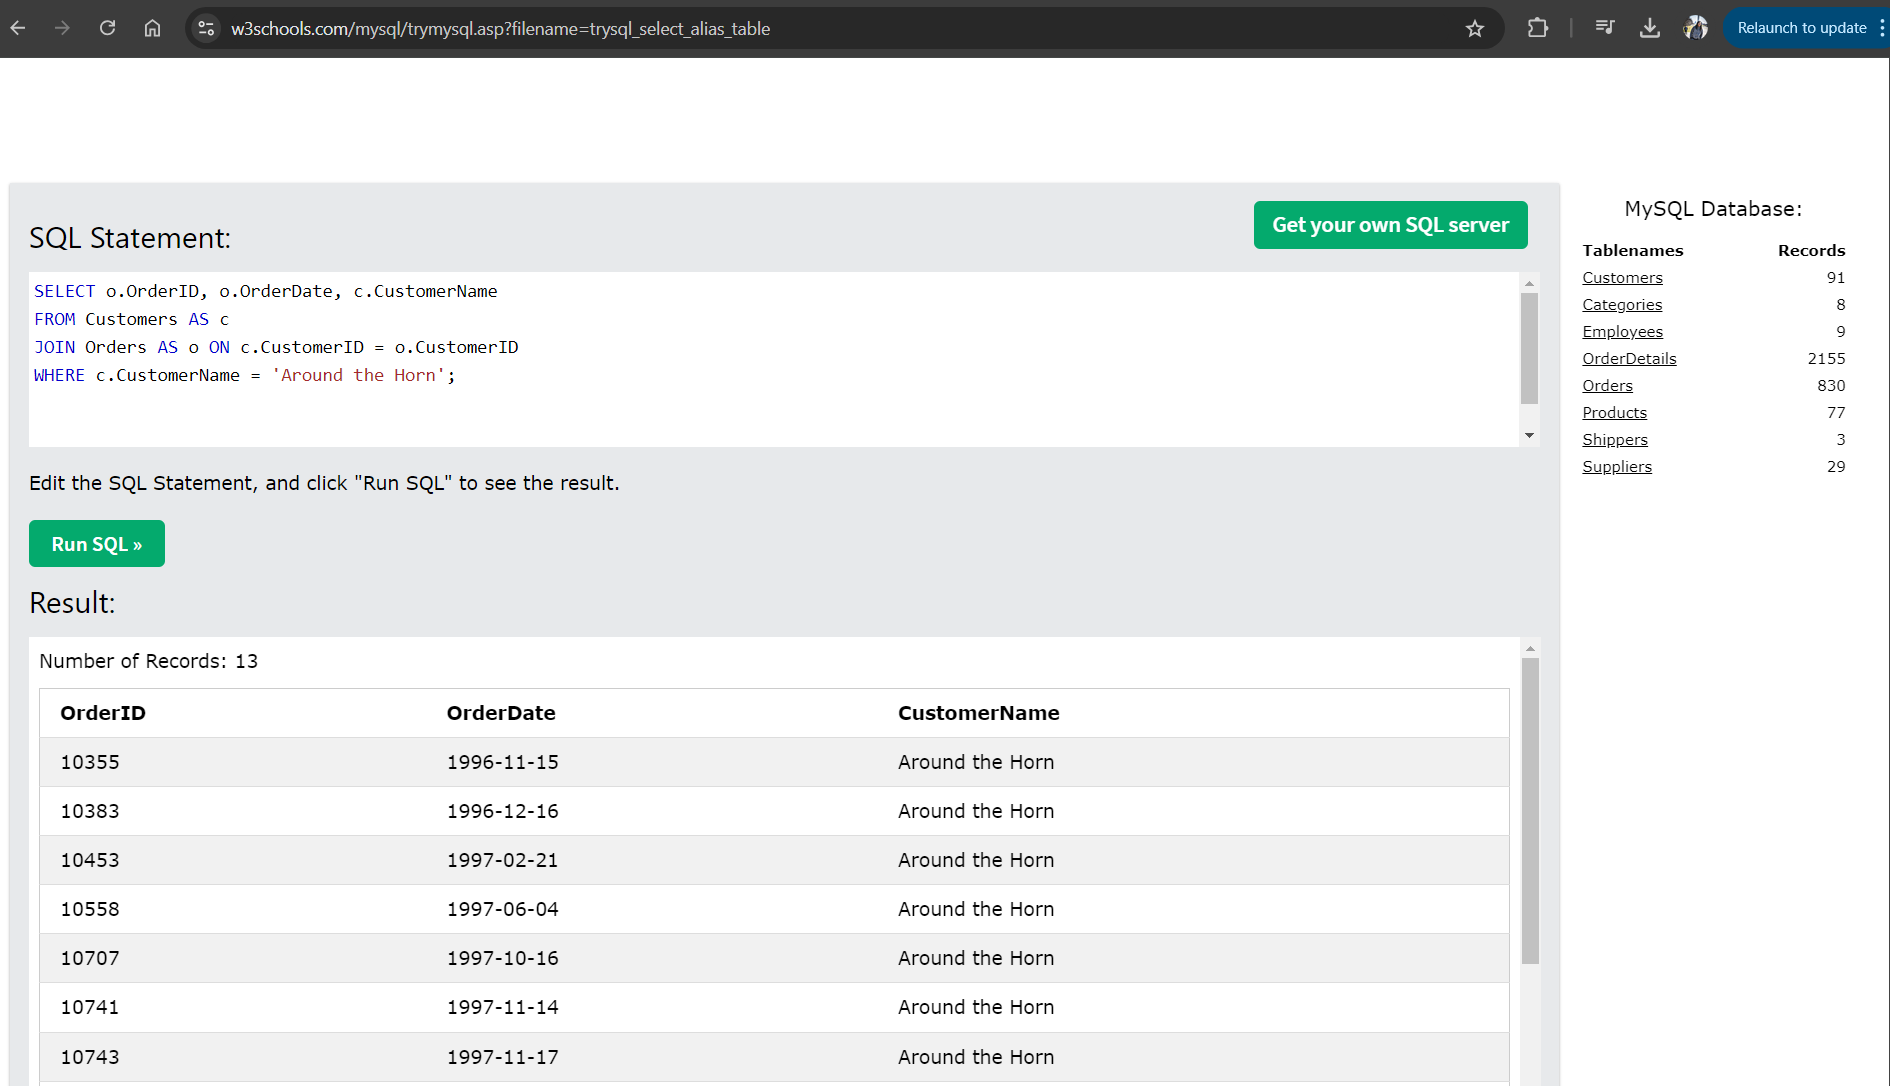 w3schools.com/mysql/trymysql.asp?filename=trysql_select_alias_table
Relaunch to update
SQL Statement:
Get your own SQL server
SELECT o.OrderID, o.OrderDate, c.CustomerName
FROM Customers AS c
JOIN Orders AS o ON c.CustomerID = o.CustomerID
WHERE c.CustomerName = 'Around the Horn';
Edit the SQL Statement, and click "Run SQL" to see the result.
Run SQL »
Result:
Number of Records: 13
OrderID OrderDate CustomerName
10355 1996-11-15 Around the Horn
10383 1996-12-16 Around the Horn
10453 1997-02-21 Around the Horn
10558 1997-06-04 Around the Horn
10707 1997-10-16 Around the Horn
10741 1997-11-14 Around the Horn
10743 1997-11-17 Around the Horn
MySQL Database:
Tablenames Records
Customers 91
Categories 8
Employees 9
OrderDetails 2155
Orders 830
Products 77
Shippers 3
Suppliers 29